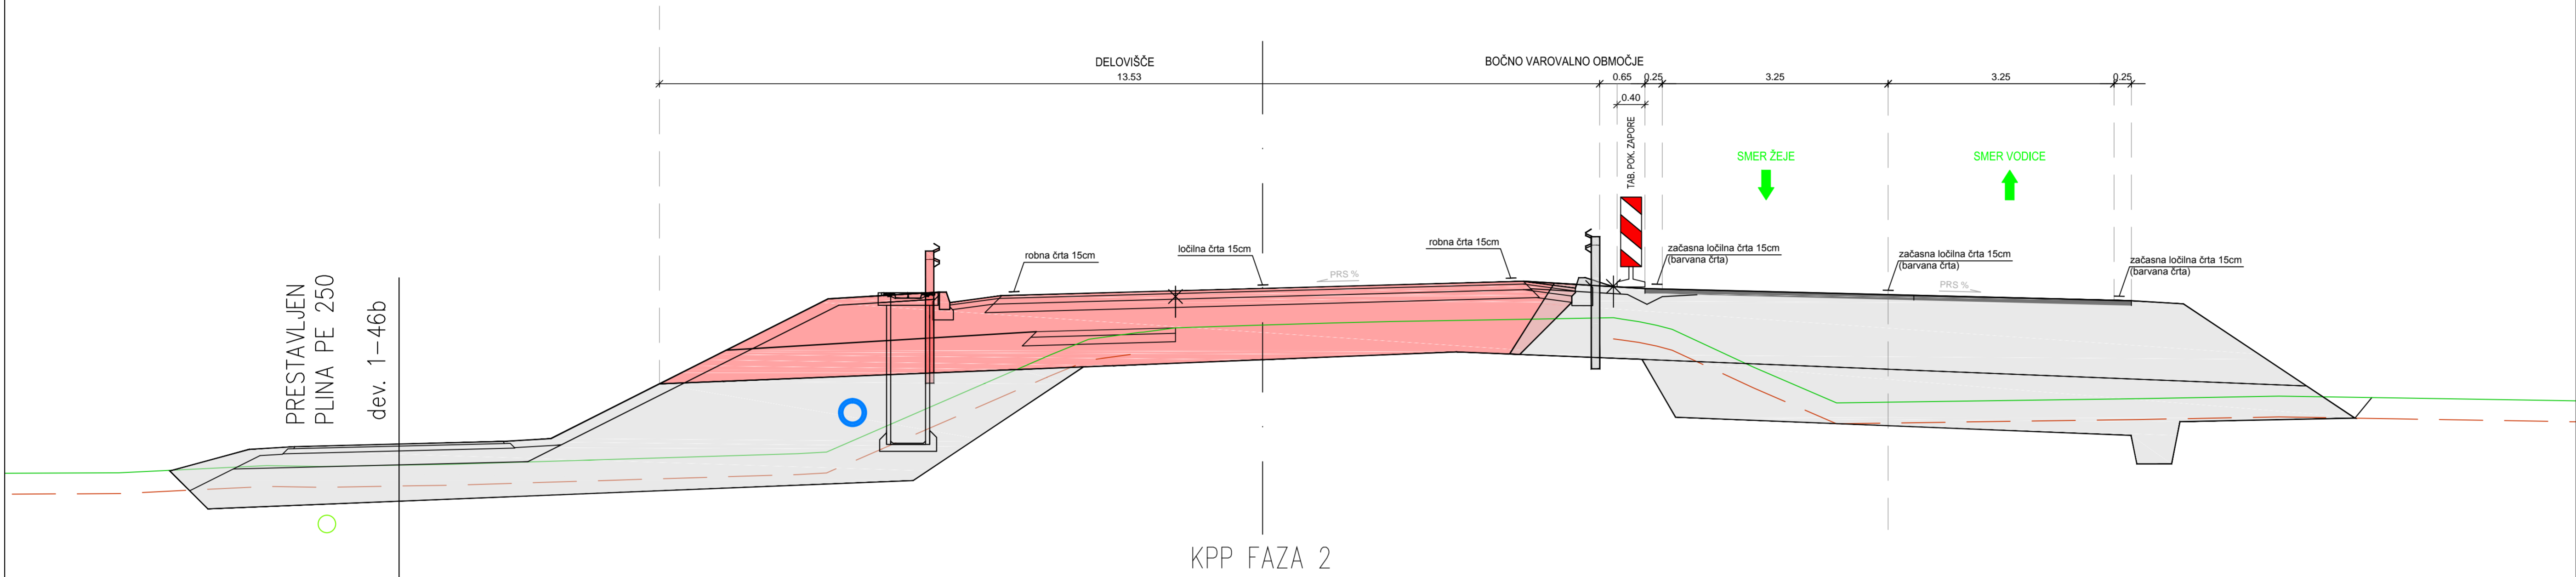 DELOVIŠČE
13.53
BOČNO VAROVALNO OBMOČJE
0.65
0.25
3.25
3.25
0.25
0.40
TAB. POK. ZAPORE
SMER ŽEJE
SMER VODICE
robna črta 15cm
ločilna črta 15cm
PRS %
robna črta 15cm
začasna ločilna črta 15cm
(barvana črta)
začasna ločilna črta 15cm
(barvana črta)
PRS %
začasna ločilna črta 15cm
(barvana črta)
PRESTAVLJEN
PLINA PE 250
dev. 1-46b
KPP FAZA 2